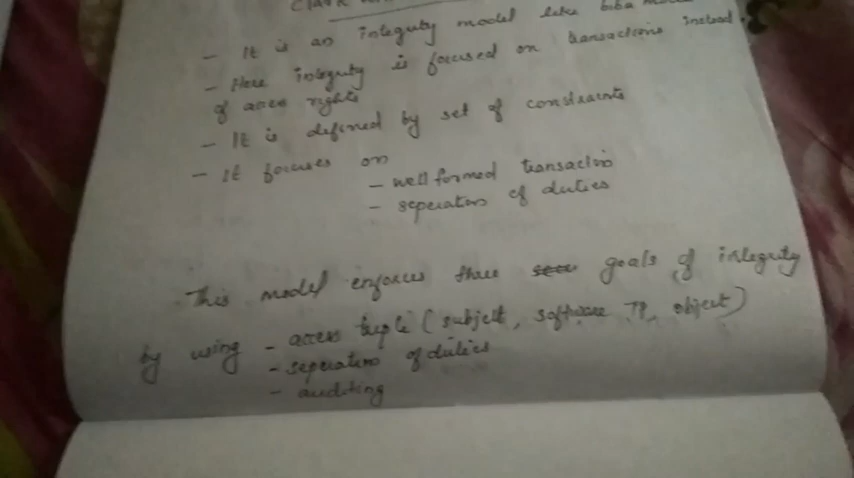 - It is an integrity model like biba model
- Here integrity is focused on transactions instead
of access rights
- It is defined by set of constraints
- It focuses on
- well formed transaction
- seperation of duties
This model enforces three goals of integrity
by using - access tuple (subject, software TP, object)
- seperation of duties
- auditing